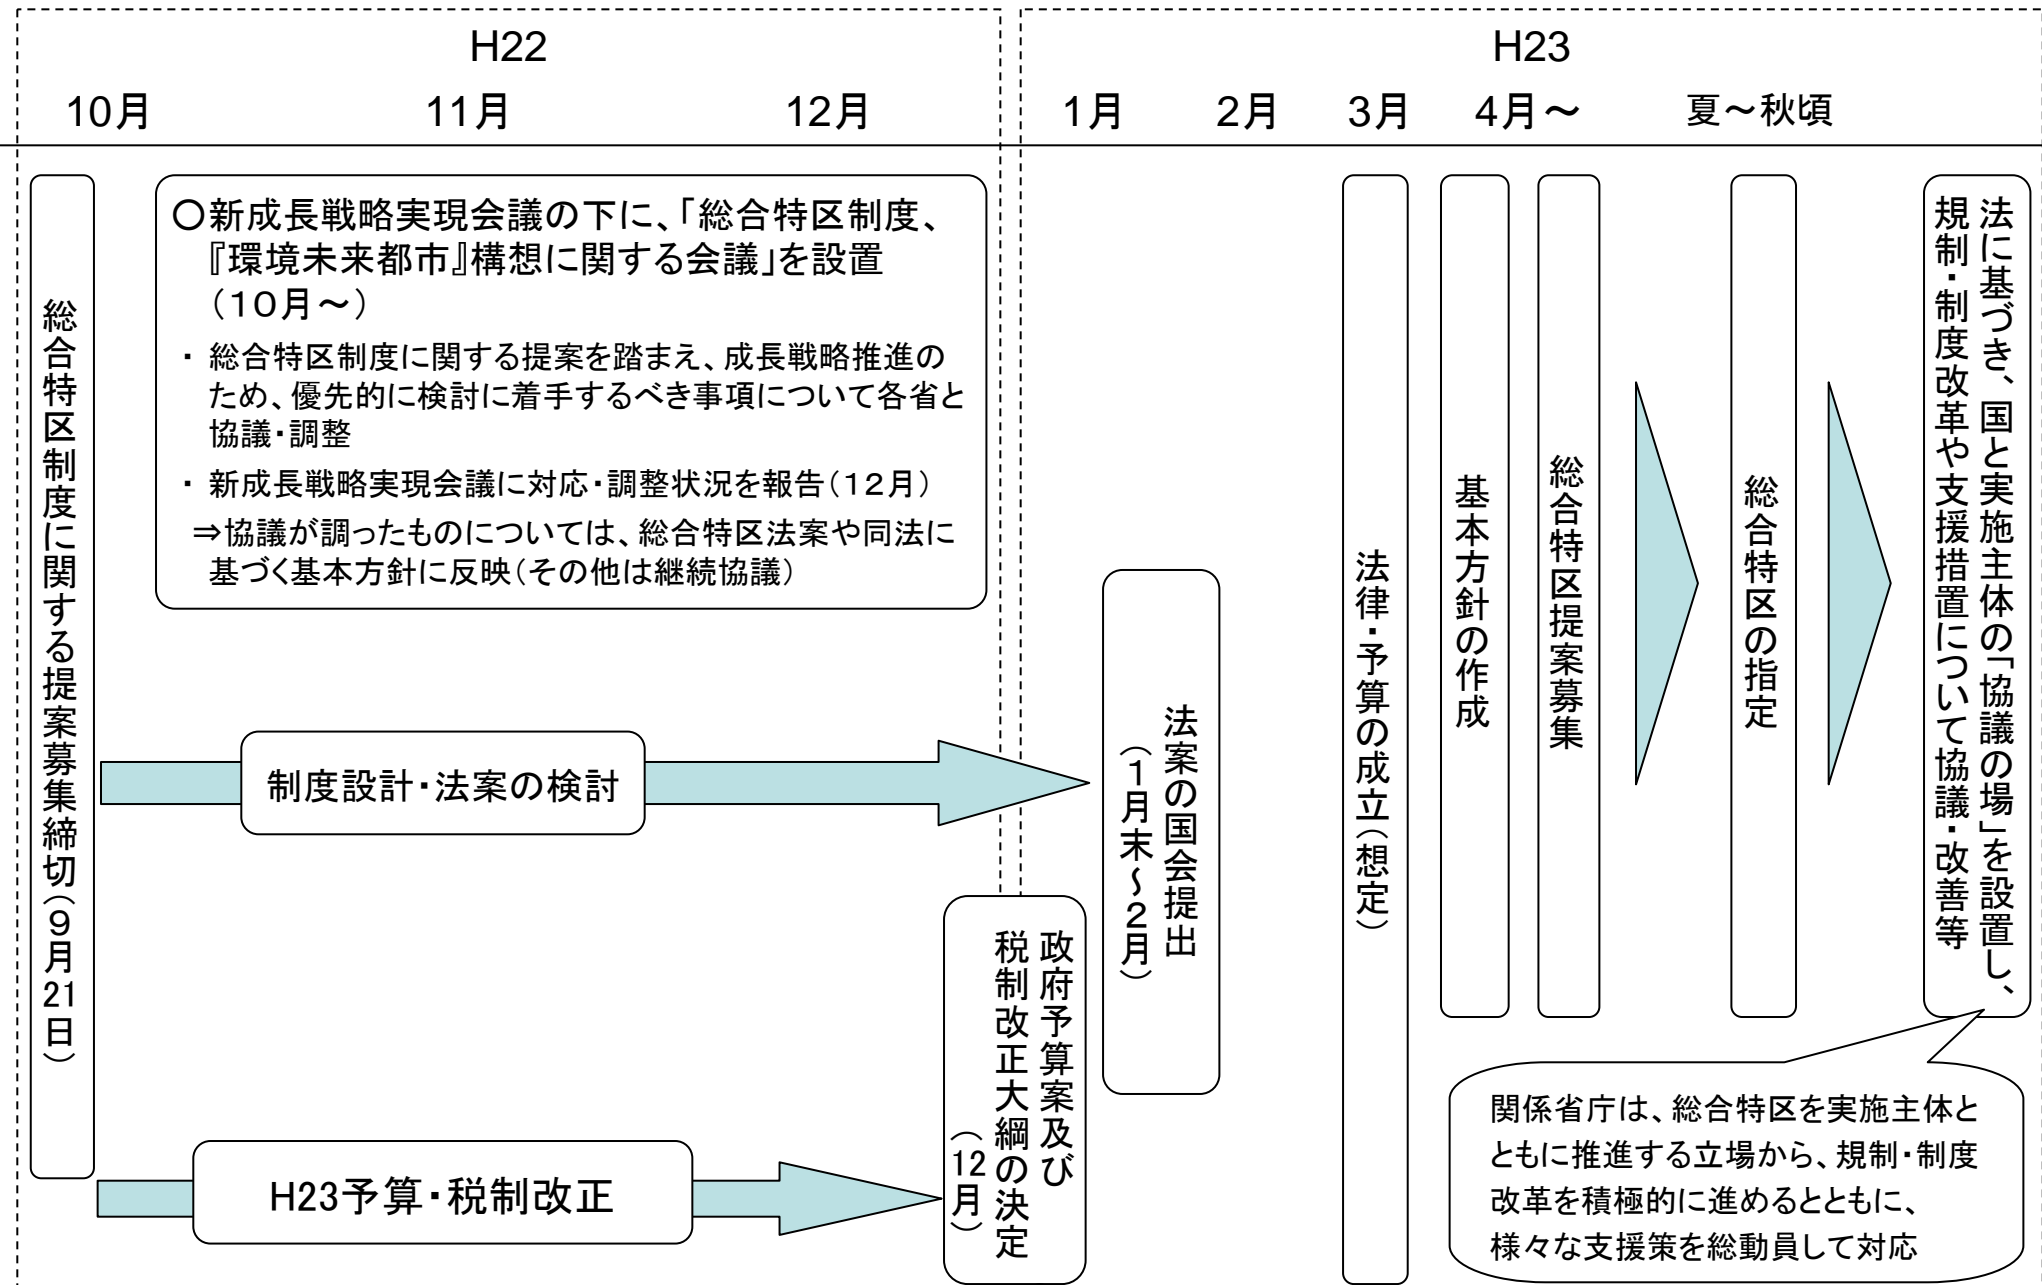 H22
H23
10月
11月
12月
1月
2月
3月
4月～
夏～秋頃
総合特区制度に関する提案募集締切（９月21日）
○新成長戦略実現会議の下に、「総合特区制度、
『環境未来都市』構想に関する会議」を設置
（１０月～）
・ 総合特区制度に関する提案を踏まえ、成長戦略推進の
ため、優先的に検討に着手するべき事項について各省と
協議・調整
・ 新成長戦略実現会議に対応・調整状況を報告（１２月）
⇒協議が調ったものについては、総合特区法案や同法に
基づく基本方針に反映（その他は継続協議）
制度設計・法案の検討
H23予算・税制改正
政府予算案及び
税制改正大綱の決定
（12月）
法案の国会提出
（１月末～２月）
法律・予算の成立（想定）
基本方針の作成
総合特区提案募集
総合特区の指定
法に基づき、国と実施主体の「協議の場」を設置し、
規制・制度改革や支援措置について協議・改善等
関係省庁は、総合特区を実施主体と
ともに推進する立場から、規制・制度
改革を積極的に進めるとともに、
様々な支援策を総動員して対応